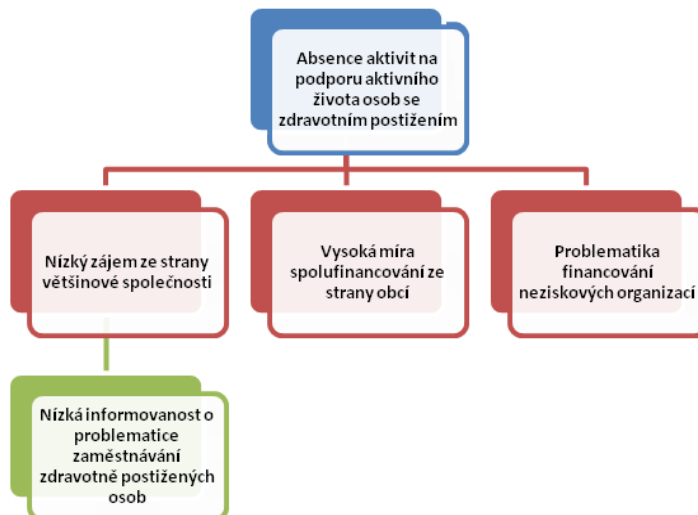 Absence aktivit na
podporu aktivního
života osob se
zdravotním postižením
Nízký zájem ze strany
většinové společnosti
Vysoká míra
spolufinancování ze
strany obcí
Problematika
financování
neziskových organizací
Nízká informovanost o
problematice
zaměstnávání
zdravotně postižených
osob